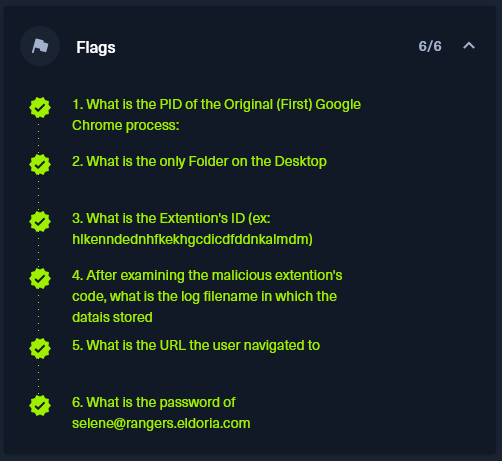 Flags
6/6
1. What is the PID of the Original (First) Google
Chrome process:
2. What is the only Folder on the Desktop
3. What is the Extention's ID (ex:
hlkenndednhfkekhgcdicdfddnkalmdm)
4. After examining the malicious extention's
code, what is the log filename in which the
datais stored
5. What is the URL the user navigated to
6. What is the password of
selene@rangers.eldoria.com